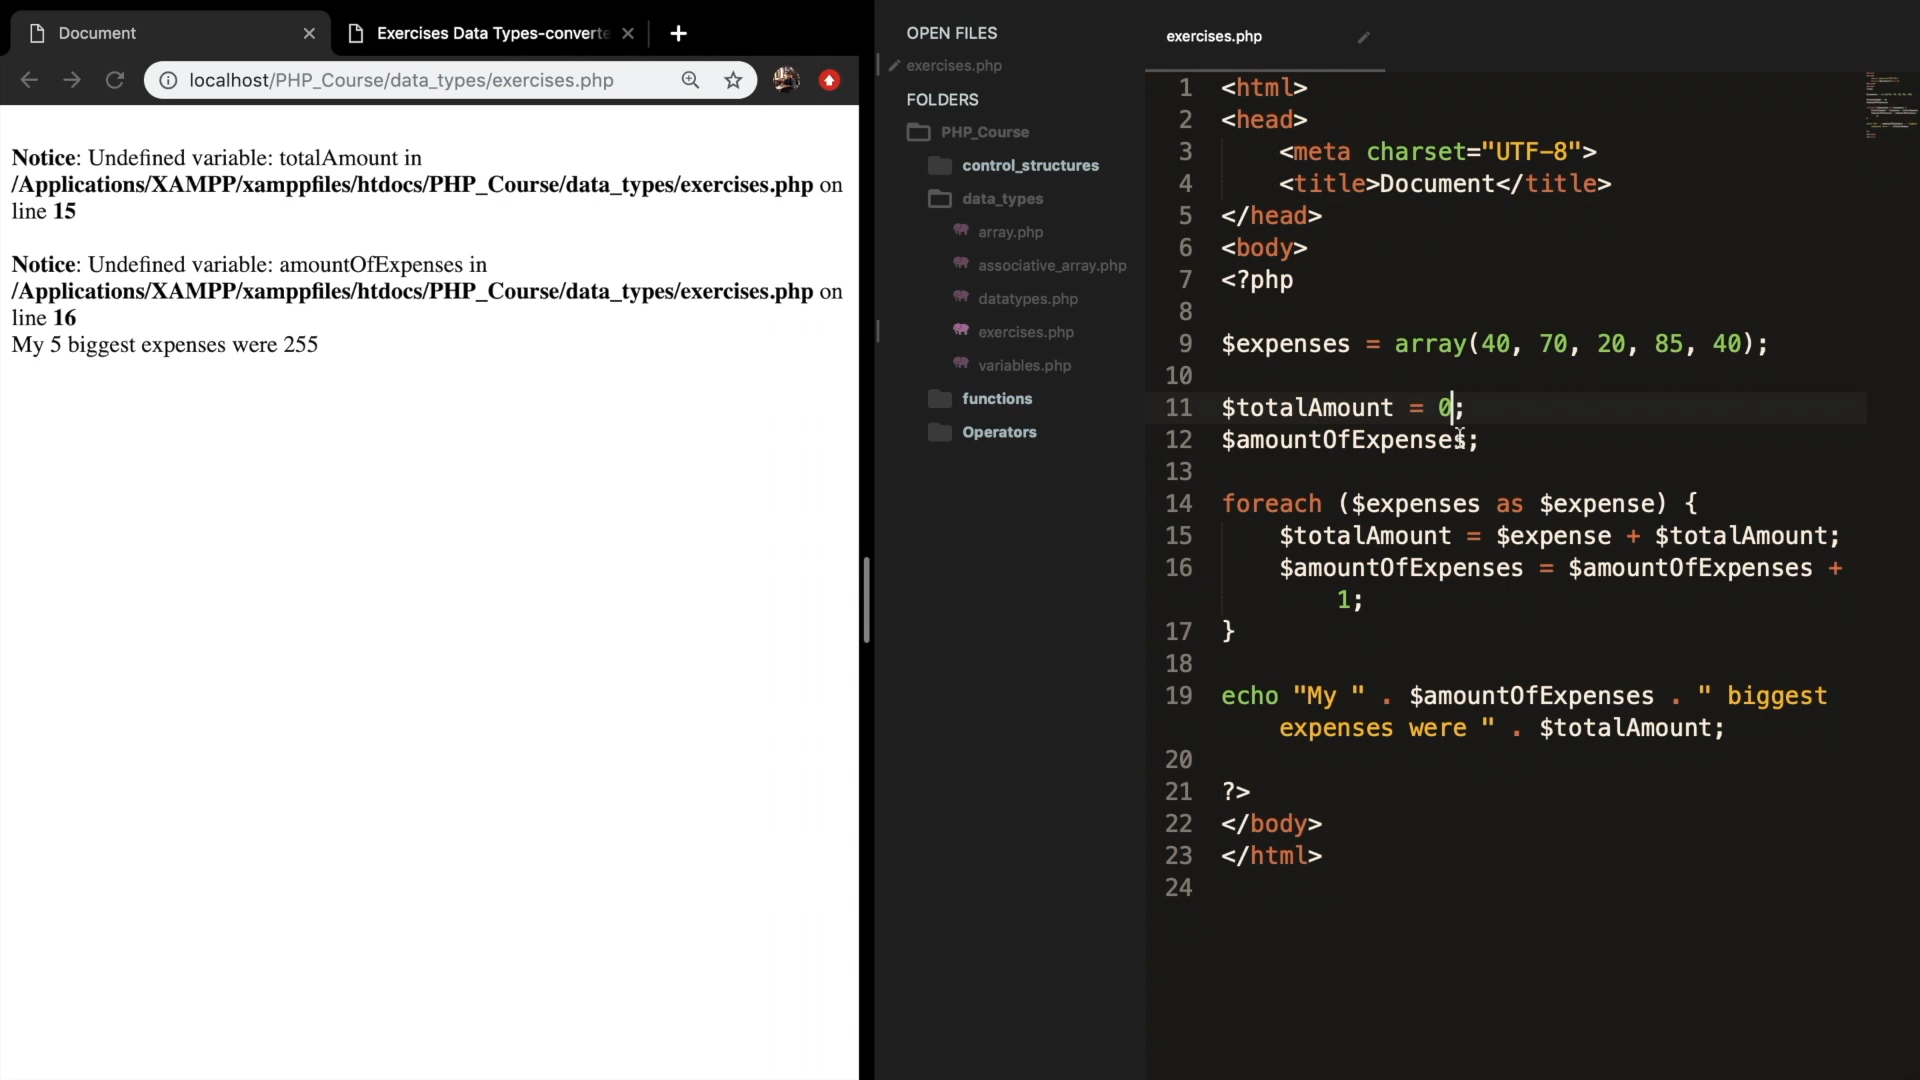 Document
Exercises Data Types-converte
localhost/PHP_Course/data_types/exercises.php
Notice: Undefined variable: totalAmount in
/Applications/XAMPP/xamppfiles/htdocs/PHP_Course/data_types/exercises.php on
line 15
Notice: Undefined variable: amountOfExpenses in
/Applications/XAMPP/xamppfiles/htdocs/PHP_Course/data_types/exercises.php on
line 16
My 5 biggest expenses were 255
OPEN FILES
exercises.php
FOLDERS
PHP_Course
control_structures
data_types
array.php
associative_array.php
datatypes.php
exercises.php
variables.php
functions
Operators
exercises.php
1 <html>
2 <head>
3 <meta charset="UTF-8">
4 <title>Document</title>
5 </head>
6 <body>
7 <?php
8
9 $expenses = array(40, 70, 20, 85, 40);
10
11 $totalAmount = 0;
12 $amountOfExpenses;
13
14 foreach ($expenses as $expense) {
15 $totalAmount = $expense + $totalAmount;
16 $amountOfExpenses = $amountOfExpenses +
1;
17 }
18
19 echo "My " . $amountOfExpenses . " biggest
expenses were " . $totalAmount;
20
21 ?>
22 </body>
23 </html>
24